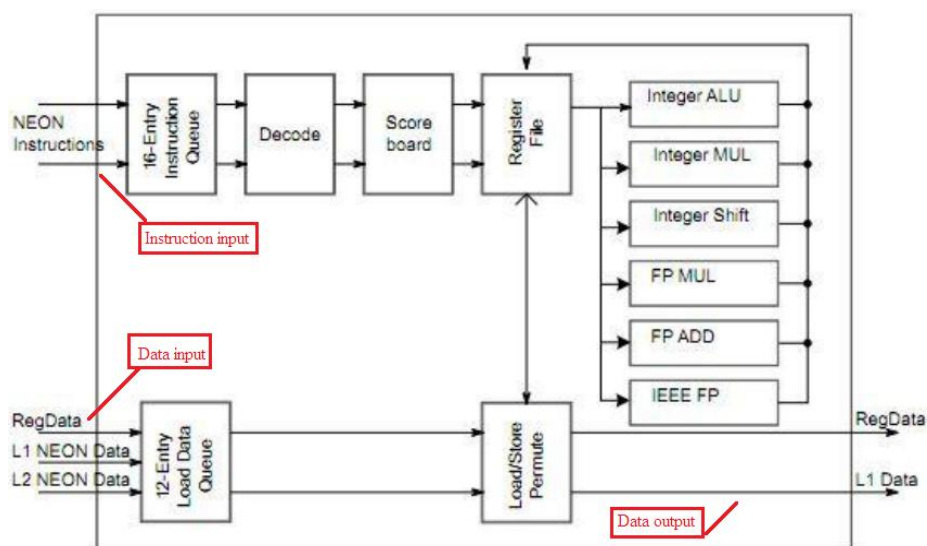 NEON
Instructions
16-Entry
Instruction
Queue
Decode
Score
board
Register
File
Integer ALU
Integer MUL
Integer Shift
FP MUL
FP ADD
IEEE FP
Instruction input
Data input
RegData
L1 NEON Data
L2 NEON Data
12-Entry
Load Data
Queue
Load/Store
Permute
RegData
L1 Data
Data output